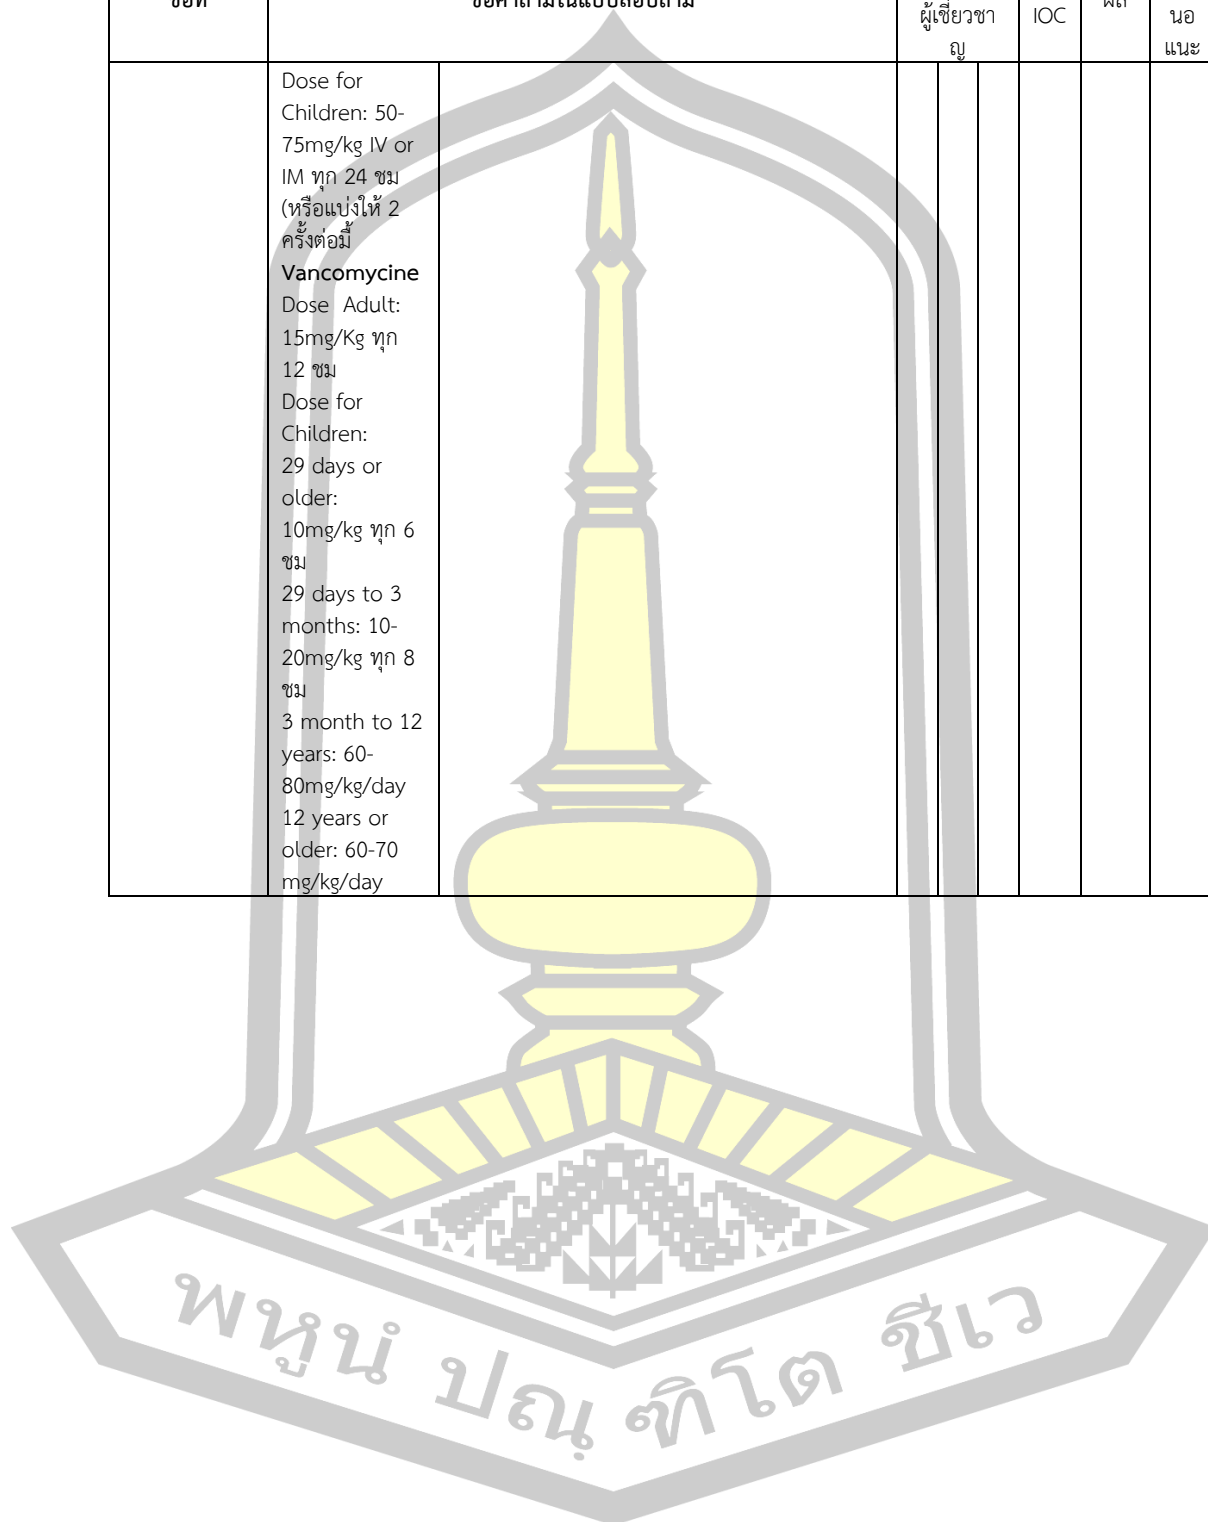 ข้อที่ ข้อคำถามในแบบสอบถาม ผล
ผู้เชี่ยวชา IOC นอ
ญ แนะ
Dose for
Children: 50-
75mg/kg IV or
IM ทุก 24 ชม
(หรือแบ่งให้ 2
ครั้งต่อมื้
Vancomycine
Dose Adult:
15mg/Kg ทุก
12 ชม
Dose for
Children:
29 days or
older:
10mg/kg ทุก 6
ชม
29 days to 3
months: 10-
20mg/kg ทุก 8
ชม
3 month to 12
years: 60-
80mg/kg/day
12 years or
older: 60-70
mg/kg/day
พหูนํ ปณฺฑิโต ชีเว